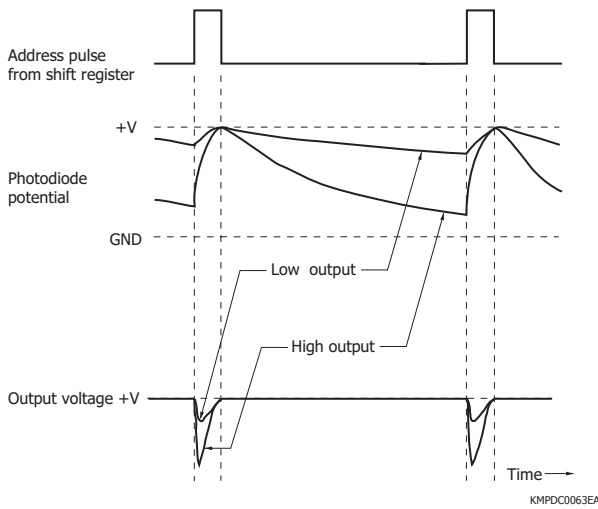 Address pulse
from shift register
+V
Photodiode
potential
GND
Low output
High output
Output voltage +V
Time
KMPDC0063EA